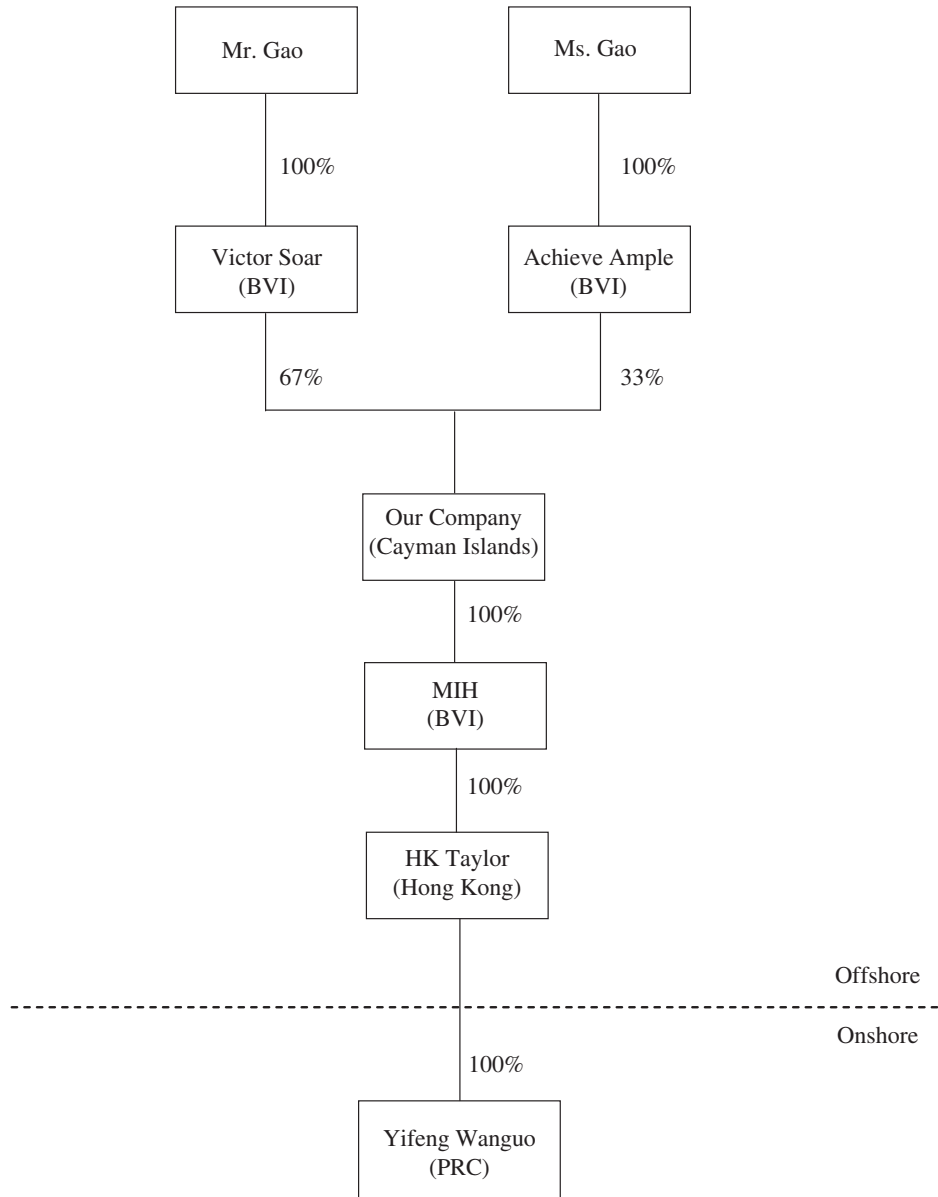 Mr. Gao
Ms. Gao
100%
100%
Victor Soar
(BVI)
Achieve Ample
(BVI)
67%
33%
Our Company
(Cayman Islands)
100%
MIH
(BVI)
100%
HK Taylor
(Hong Kong)
Offshore
Onshore
100%
Yifeng Wanguo
(PRC)